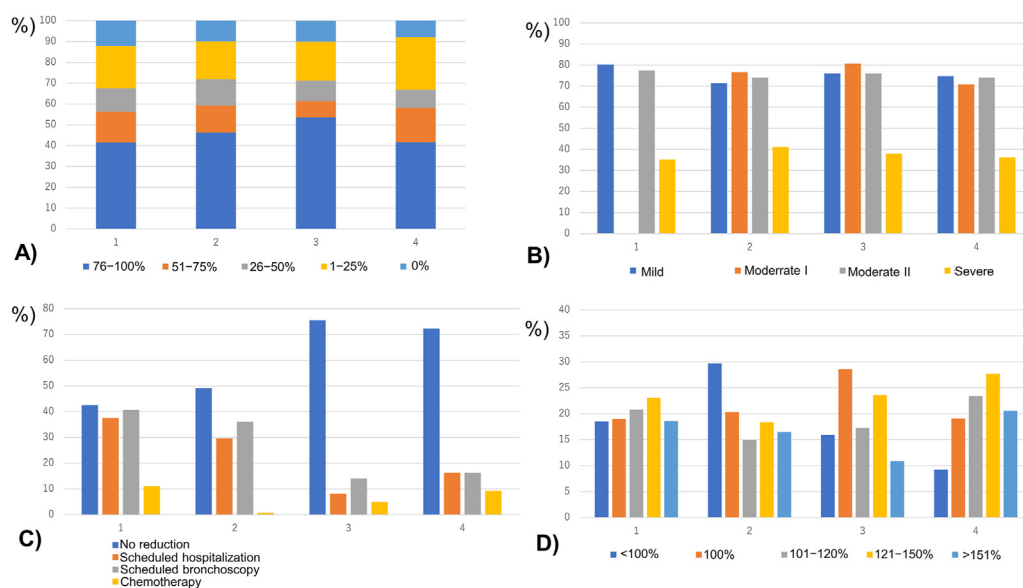 %)
100
90
80
70
60
50
40
30
20
10
0
1 2 3 4
A)
76–100% 51–75% 26–50% 1–25% 0%
%)
100
90
80
70
60
50
40
30
20
10
0
1 2 3 4
B)
Mild Moderrate I Moderate II Severe
%)
80
70
60
50
40
30
20
10
0
1 2 3 4
C)
No reduction
Scheduled hospitalization
Scheduled bronchoscopy
Chemotherapy
%)
40
35
30
25
20
15
10
5
0
1 2 3 4
D)
<100% 100% 101–120% 121–150% >151%